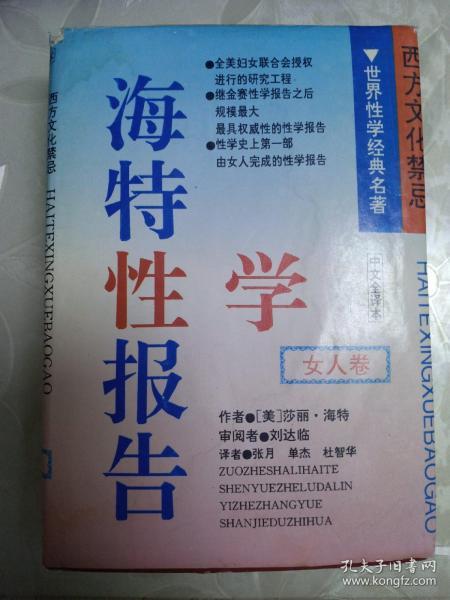 西方文化禁忌
HAITEXINGXUEBAOGAO
海特性学报告
●全美妇女联合会授权
进行的研究工程
●继金赛性学报告之后
规模最大
最具权威性的性学报告
●性学史上第一部
由女人完成的性学报告
▼世界性学经典名著
西方文化禁忌
HAITEXINGXUEBAOGAO
中文全译本
女人卷
作者●[美]莎丽·海特
审阅者●刘达临
译者●张月 单杰 杜智华
ZUOZHESHALIHAITE
SHENYUEZHELUDALIN
YIZHEZHANGYUE
SHANJIEDUZHIHUA
孔夫子旧书网
www.kongfz.com